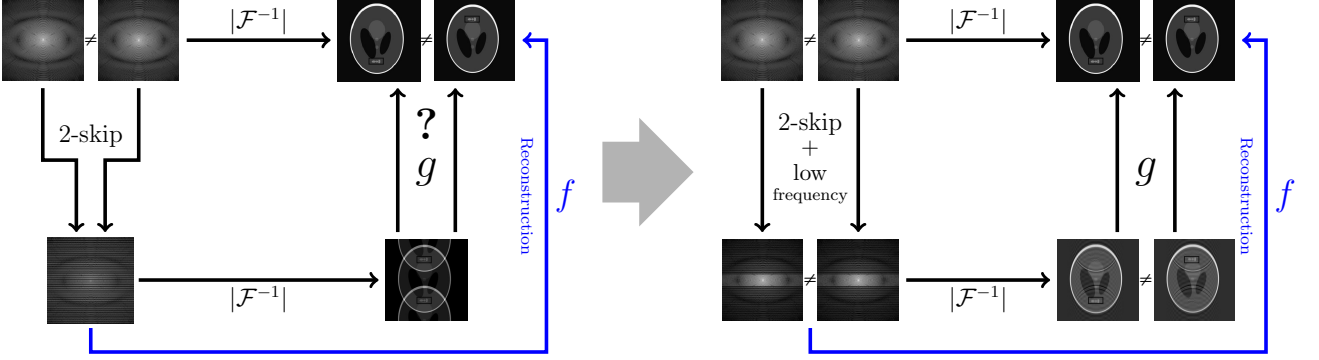 ≠
|F⁻¹|
≠
2-skip
?
g
Reconstruction
f
|F⁻¹|
≠
|F⁻¹|
≠
2-skip
+
low
frequency
g
Reconstruction
f
≠
|F⁻¹|
≠